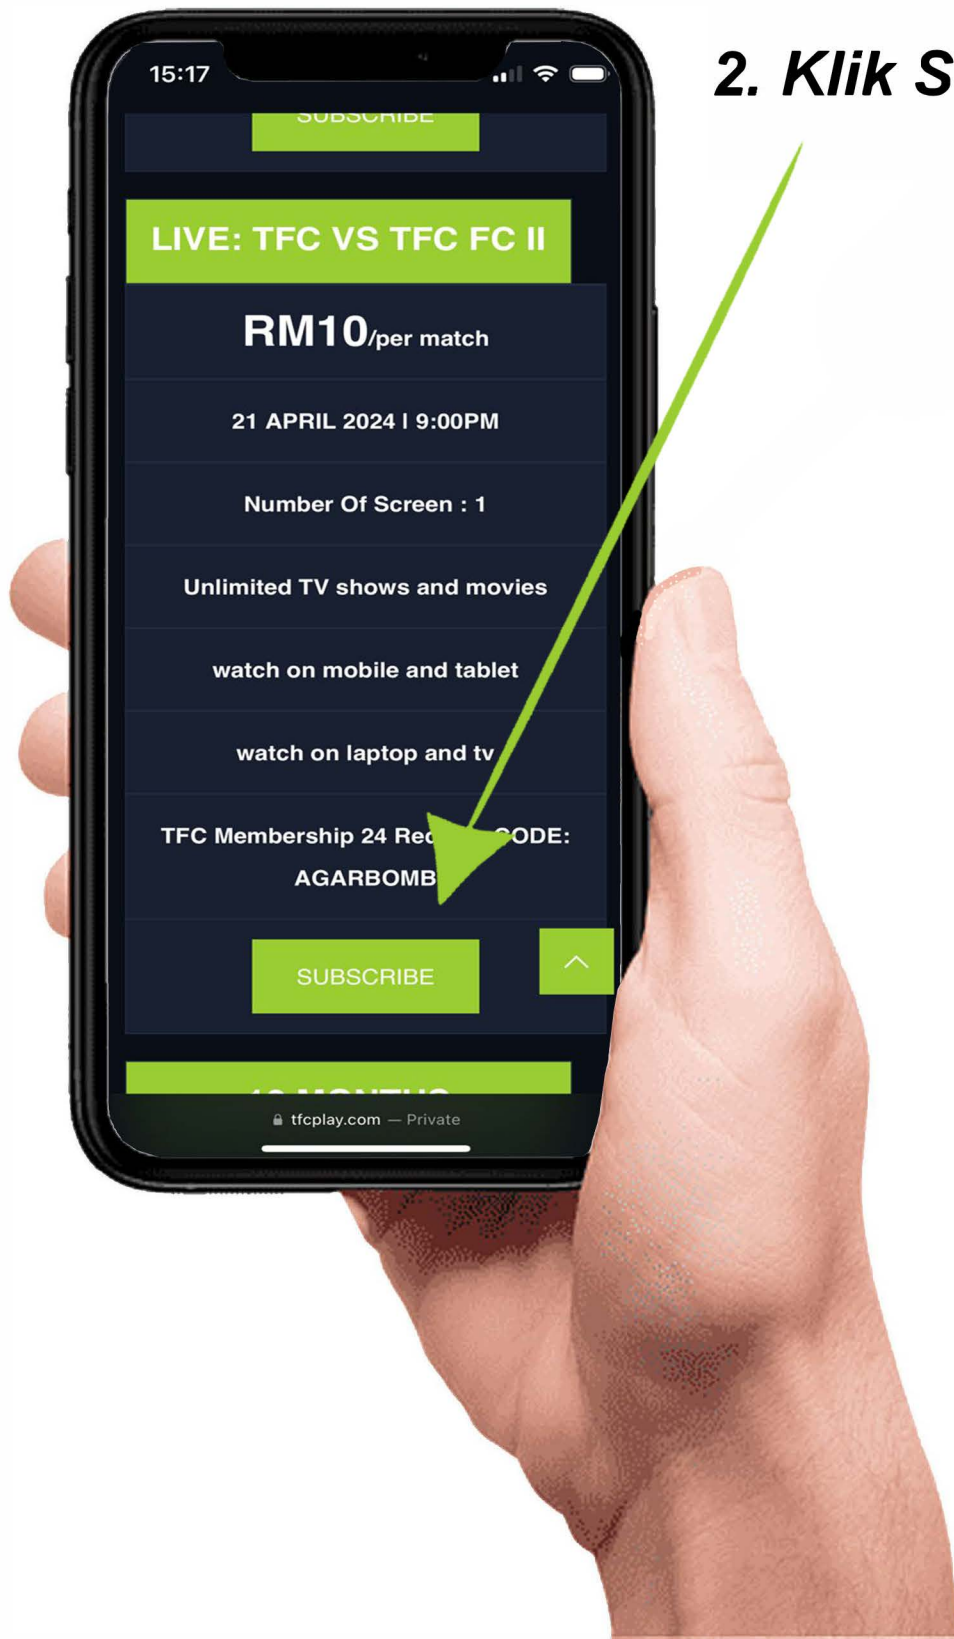 2. Klik S
15:17
SUBSCRIBE
LIVE: TFC VS TFC FC II
RM10/per match
21 APRIL 2024 | 9:00PM
Number Of Screen : 1
Unlimited TV shows and movies
watch on mobile and tablet
watch on laptop and tv
TFC Membership 24 CODE:
AGARBOMB
SUBSCRIBE
MONTHS
tfcplay.com — Private